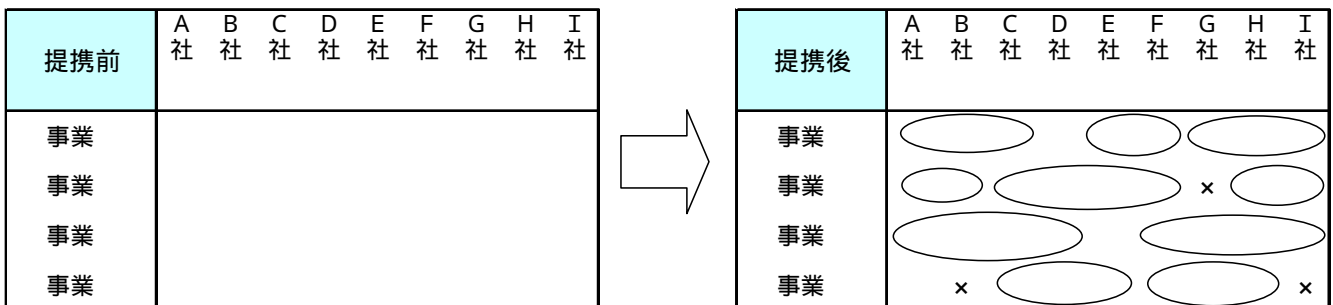 提携前 A社 B社 C社 D社 E社 F社 G社 H社 I社
事業
事業
事業
事業
提携後 A社 B社 C社 D社 E社 F社 G社 H社 I社
事業
事業 ×
事業
事業 × ×